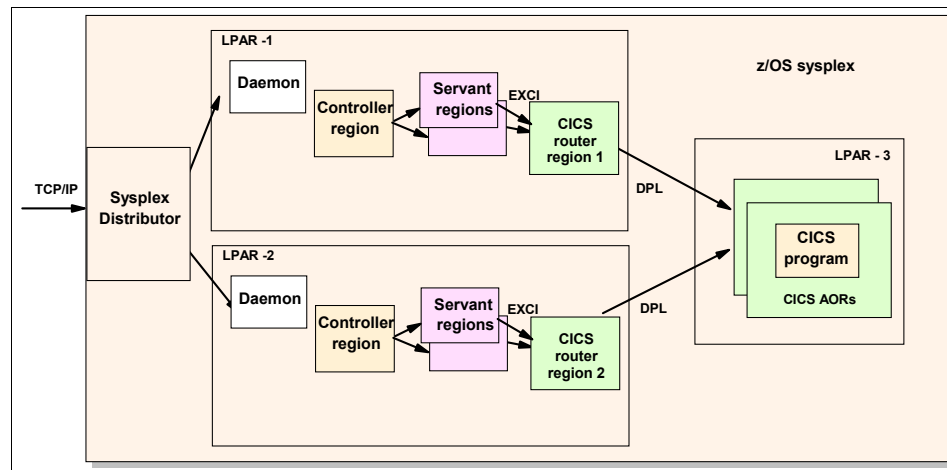 LPAR -1
z/OS sysplex
Daemon
Controller
region
Servant
regions
EXCI
CICS
router
region 1
LPAR - 3
TCP/IP
Sysplex
Distributor
DPL
CICS
program
CICS AORs
LPAR -2
Daemon
Controller
region
Servant
regions
EXCI
CICS
router
region 2
DPL